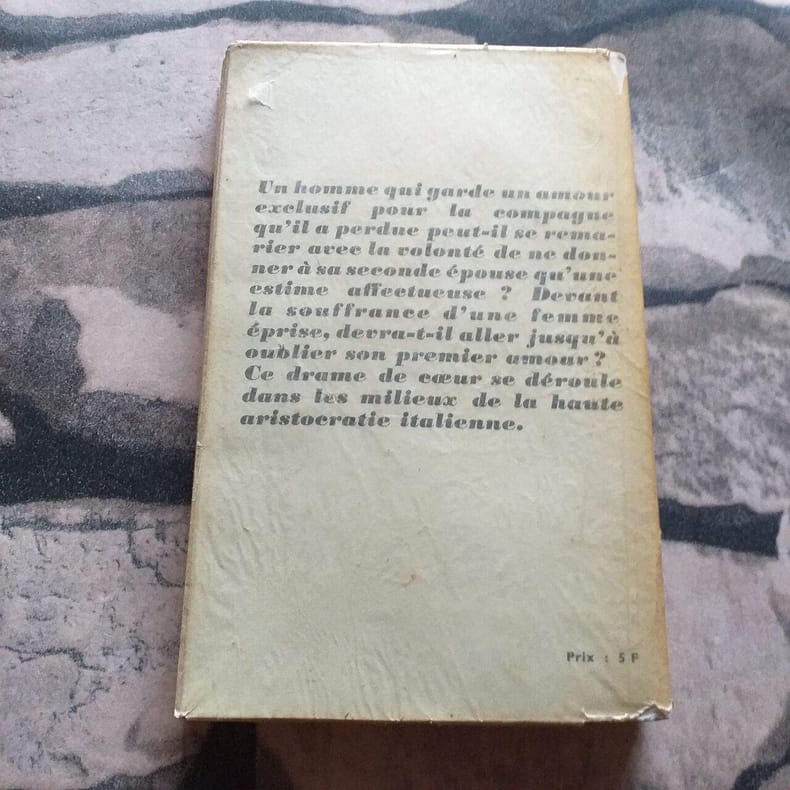 Un homme qui garde un amour
exclusif pour la compagne
qu'il a perdue peut-il se rema-
rier avec la volonté de ne don-
ner à sa seconde épouse qu'une
estime affectueuse ? Devant
la souffrance d'une femme
éprise, devra-t-il aller jusqu'à
oublier son premier amour ?
Ce drame de cœur se déroule
dans les milieux de la haute
aristocratie italienne.
Prix : 5 F